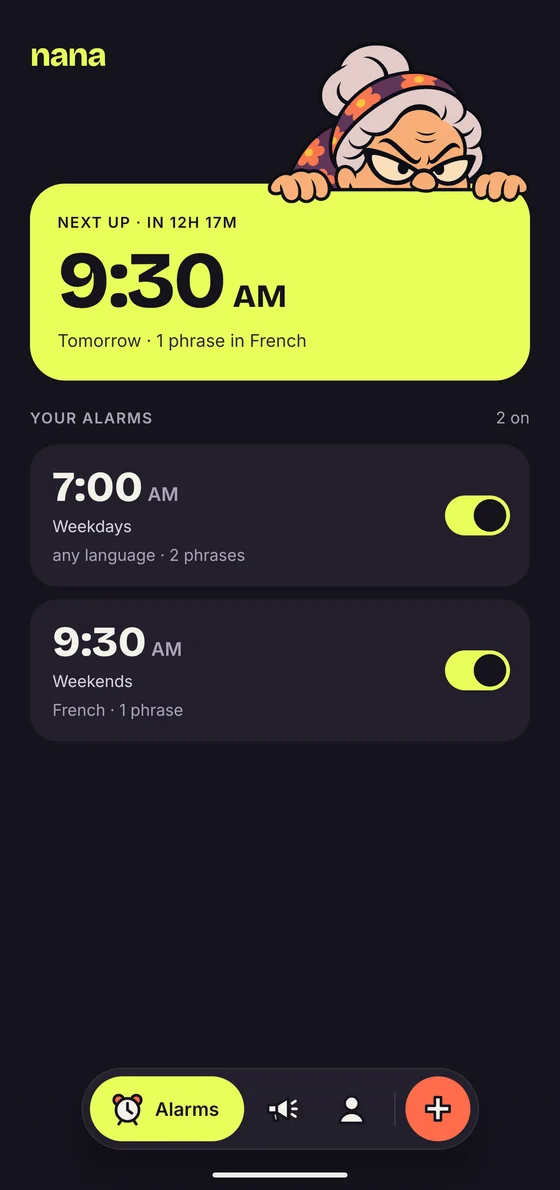 nana
NEXT UP · IN 12H 17M
9:30 AM
Tomorrow · 1 phrase in French
YOUR ALARMS
2 on
7:00 AM
Weekdays
any language · 2 phrases
9:30 AM
Weekends
French · 1 phrase
Alarms